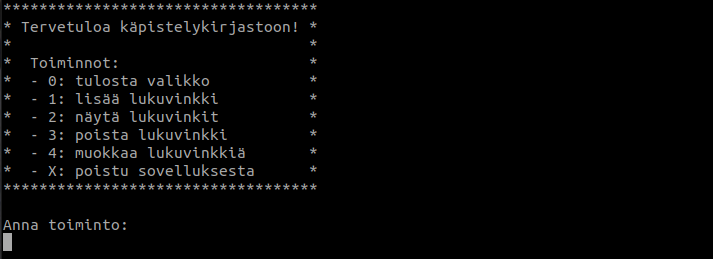 ***********************************
* Tervetuloa käpistelykirjastoon! *
*                                 *
*  Toiminnot:                     *
*  - 0: tulosta valikko           *
*  - 1: lisää lukuvinkki          *
*  - 2: näytä lukuvinkit          *
*  - 3: poista lukuvinkki         *
*  - 4: muokkaa lukuvinkkiä       *
*  - X: poistu sovelluksesta      *
***********************************
Anna toiminto: